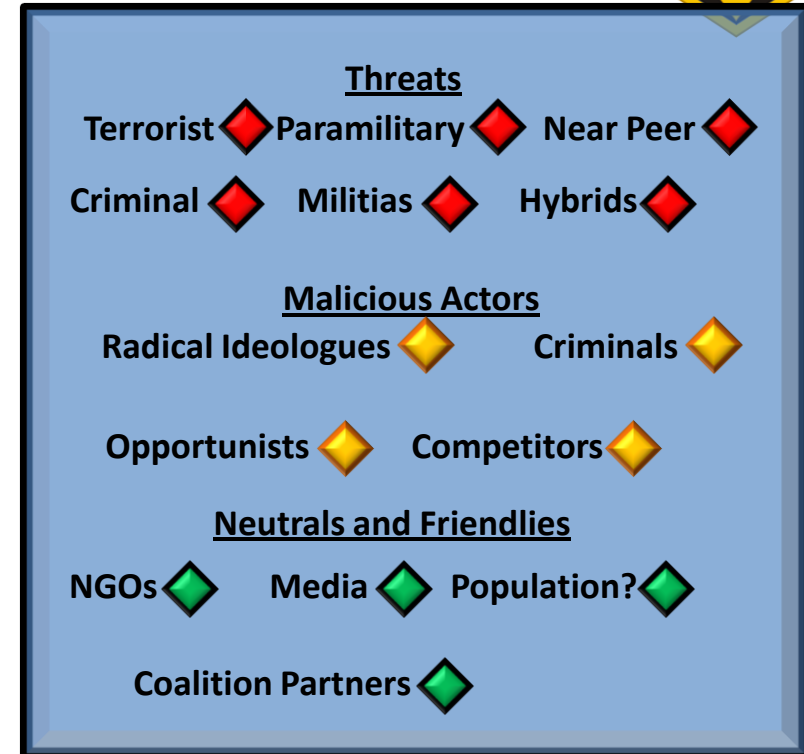 Threats
Terrorist Paramilitary Near Peer
Criminal Militias Hybrids
Malicious Actors
Radical Ideologues Criminals
Opportunists Competitors
Neutrals and Friendlies
NGOs Media Population?
Coalition Partners